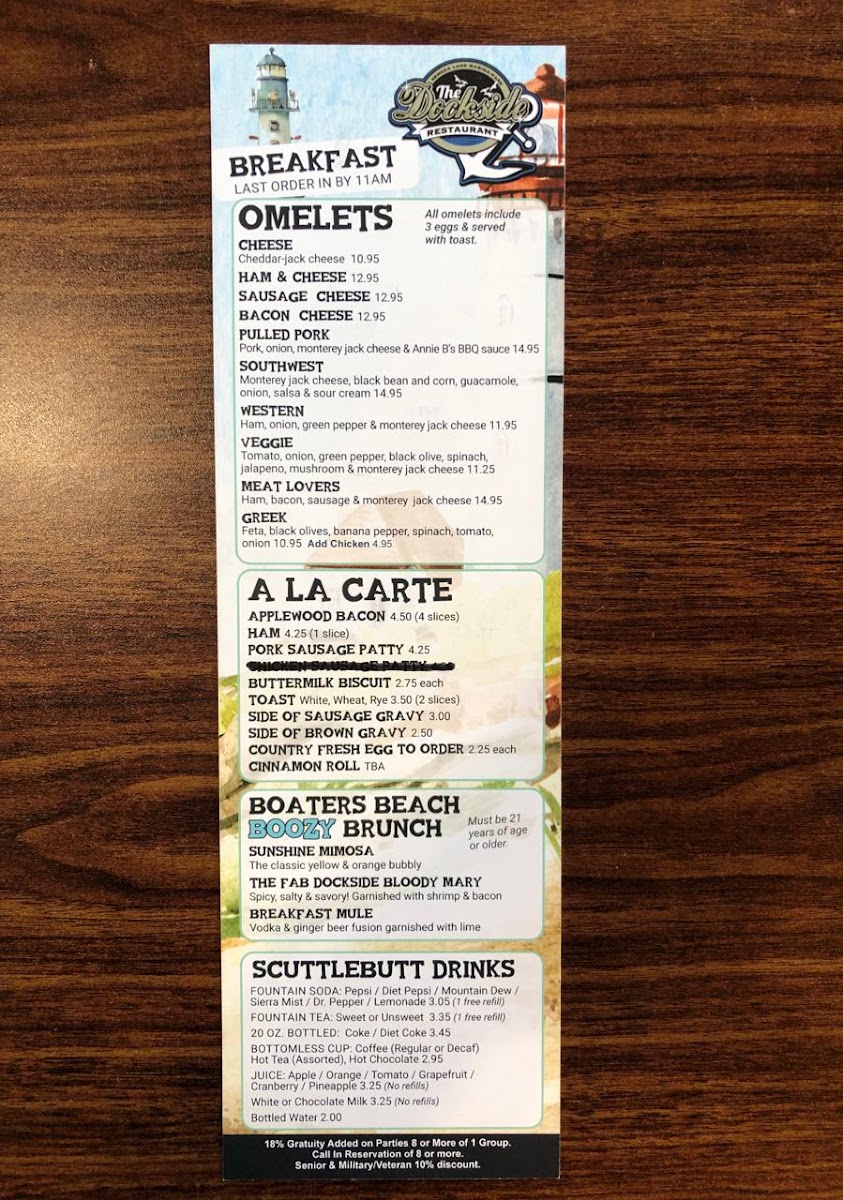 The
Dockside
RESTAURANT
BREAKFAST
LAST ORDER IN BY 11AM
OMELETS
All omelets include
3 eggs & served
with toast.
CHEESE
Cheddar-jack cheese 10.95
HAM & CHEESE 12.95
SAUSAGE CHEESE 12.95
BACON CHEESE 12.95
PULLED PORK
Pork, onion, monterey jack cheese & Annie B's BBQ sauce 14.95
SOUTHWEST
Monterey jack cheese, black bean and corn, guacamole,
onion, salsa & sour cream 14.95
WESTERN
Ham, onion, green pepper & monterey jack cheese 11.95
VEGGIE
Tomato, onion, green pepper, black olive, spinach,
jalapeno, mushroom & monterey jack cheese 11.25
MEAT LOVERS
Ham, bacon, sausage & monterey jack cheese 14.95
GREEK
Feta, black olives, banana pepper, spinach, tomato,
onion 10.95 Add Chicken 4.95
A LA CARTE
APPLEWOOD BACON 4.50 (4 slices)
HAM 4.25 (1 slice)
PORK SAUSAGE PATTY 4.25
CHICKEN SAUSAGE PATTY
BUTTERMILK BISCUIT 2.75 each
TOAST White, Wheat, Rye 3.50 (2 slices)
SIDE OF SAUSAGE GRAVY 3.00
SIDE OF BROWN GRAVY 2.50
COUNTRY FRESH EGG TO ORDER 2.25 each
CINNAMON ROLL TBA
BOATERS BEACH
BOOZY BRUNCH
Must be 21
years of age
or older.
SUNSHINE MIMOSA
The classic yellow & orange bubbly
THE FAB DOCKSIDE BLOODY MARY
Spicy, salty & savory! Garnished with shrimp & bacon
BREAKFAST MULE
Vodka & ginger beer fusion garnished with lime
SCUTTLEBUTT DRINKS
FOUNTAIN SODA: Pepsi / Diet Pepsi / Mountain Dew /
Sierra Mist / Dr. Pepper / Lemonade 3.05 (1 free refill)
FOUNTAIN TEA: Sweet or Unsweet 3.35 (1 free refill)
20 OZ. BOTTLED: Coke / Diet Coke 3.45
BOTTOMLESS CUP: Coffee (Regular or Decaf)
Hot Tea (Assorted), Hot Chocolate 2.95
JUICE: Apple / Orange / Tomato / Grapefruit /
Cranberry / Pineapple 3.25 (No refills)
White or Chocolate Milk 3.25 (No refills)
Bottled Water 2.00
18% Gratuity Added on Parties 8 or More of 1 Group.
Call In Reservation of 8 or more.
Senior & Military/Veteran 10% discount.